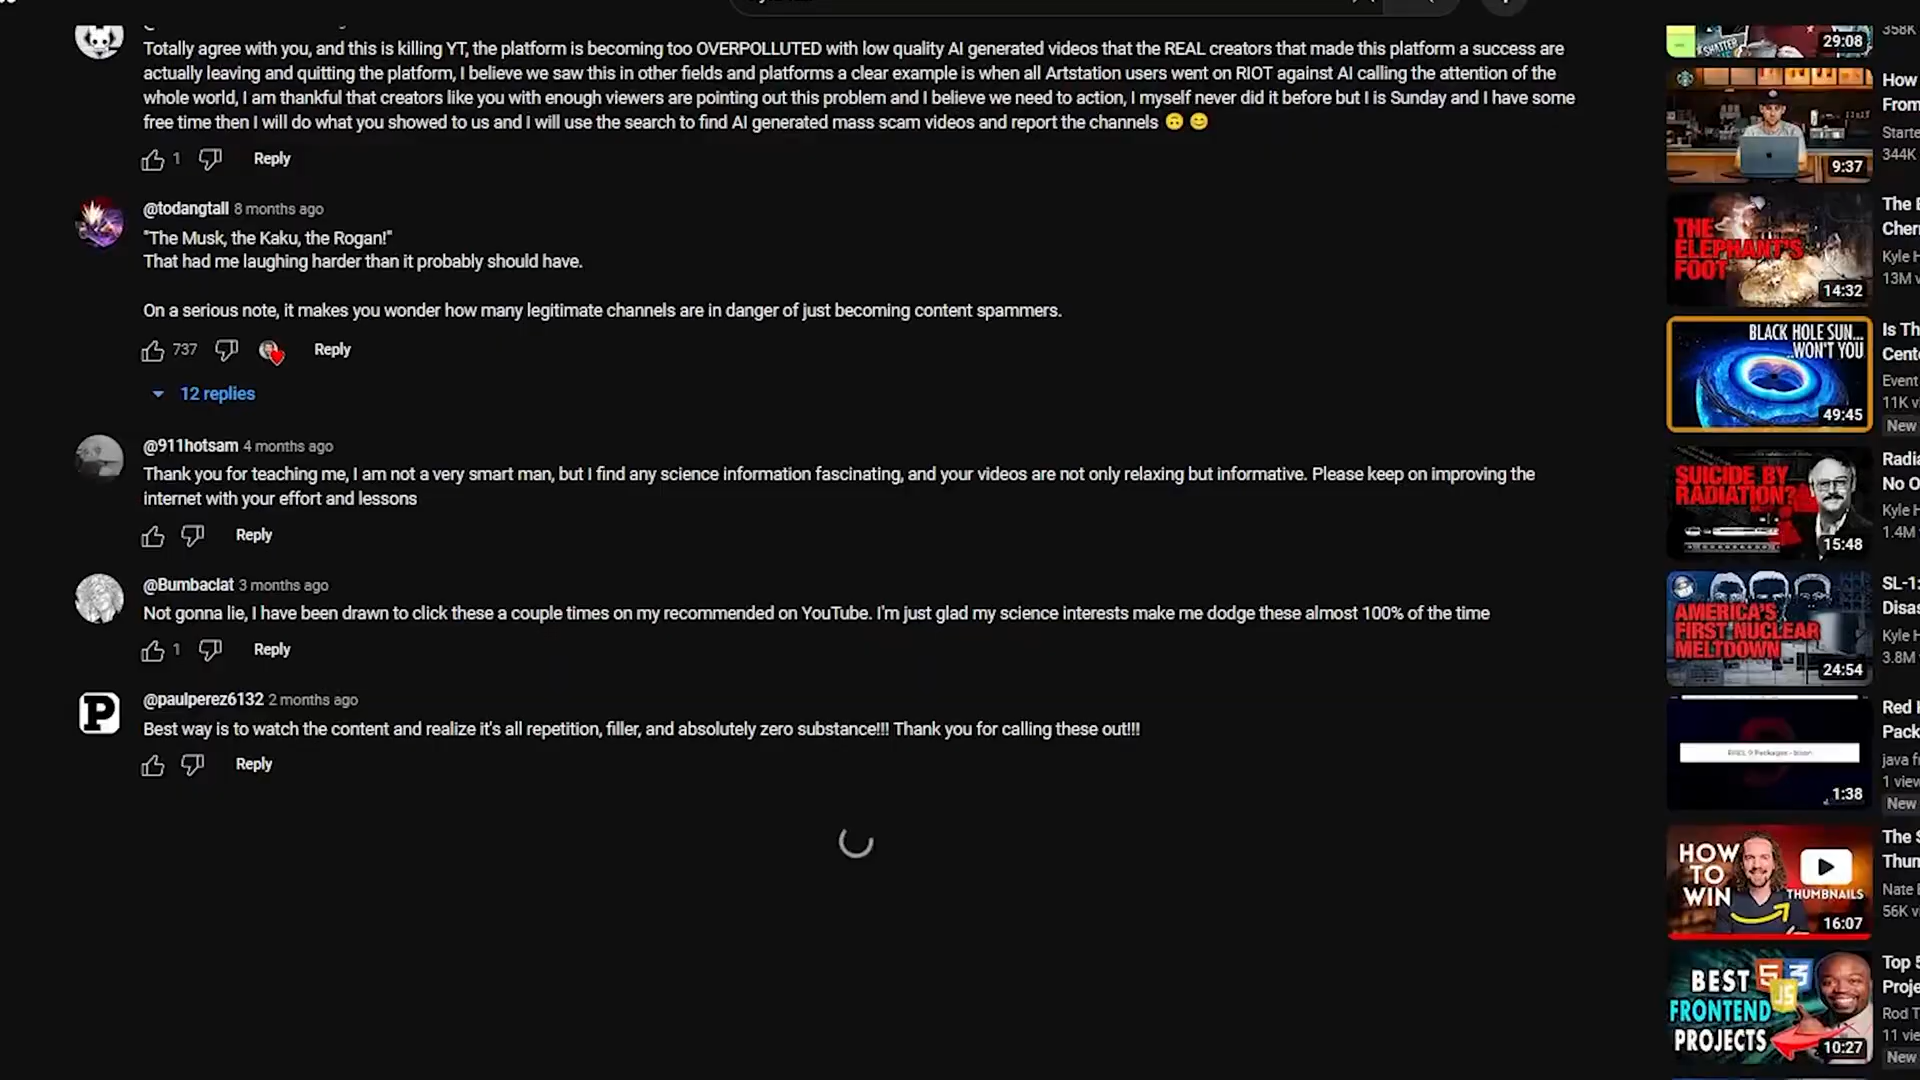 Totally agree with you, and this is killing YT, the platform is becoming too OVERPOLLUTED with low quality AI generated videos that the REAL creators that made this platform a success are
actually leaving and quitting the platform, I believe we saw this in other fields and platforms a clear example is when all Artstation users went on RIOT against AI calling the attention of the
whole world, I am thankful that creators like you with enough viewers are pointing out this problem and I believe we need to action, I myself never did it before but I is Sunday and I have some
free time then I will do what you showed to us and I will use the search to find AI generated mass scam videos and report the channels 🙃 😊
1 Reply
@todangtall 8 months ago
"The Musk, the Kaku, the Rogan!"
That had me laughing harder than it probably should have.
On a serious note, it makes you wonder how many legitimate channels are in danger of just becoming content spammers.
737 Reply
12 replies
@911hotsam 4 months ago
Thank you for teaching me, I am not a very smart man, but I find any science information fascinating, and your videos are not only relaxing but informative. Please keep on improving the
internet with your effort and lessons
Reply
@Bumbaclat 3 months ago
Not gonna lie, I have been drawn to click these a couple times on my recommended on YouTube. I'm just glad my science interests make me dodge these almost 100% of the time
1 Reply
@paulperez6132 2 months ago
Best way is to watch the content and realize it's all repetition, filler, and absolutely zero substance!!! Thank you for calling these out!!!
Reply
P
SHATTER
29:08
358K
How
From
Starte
344K
9:37
THE
ELEPHANT'S
FOOT
14:32
The E
Cher
Kyle H
13M v
BLACK HOLE SUN...
...WON'T YOU
49:45
Is Th
Cent
Event
11K v
New
SUICIDE BY
RADIATION?
15:48
Radia
No O
Kyle H
1.4M
AMERICA'S
FIRST NUCLEAR
MELTDOWN
24:54
SL-1:
Disas
Kyle H
3.8M
1:38
Red H
Pack
java f
1 view
New
HOW
TO
WIN
THUMBNAILS
16:07
The S
Thum
Nate
56K v
BEST
FRONTEND
PROJECTS
5 3
JS
10:27
Top 5
Proje
Rod T
11 vie
New